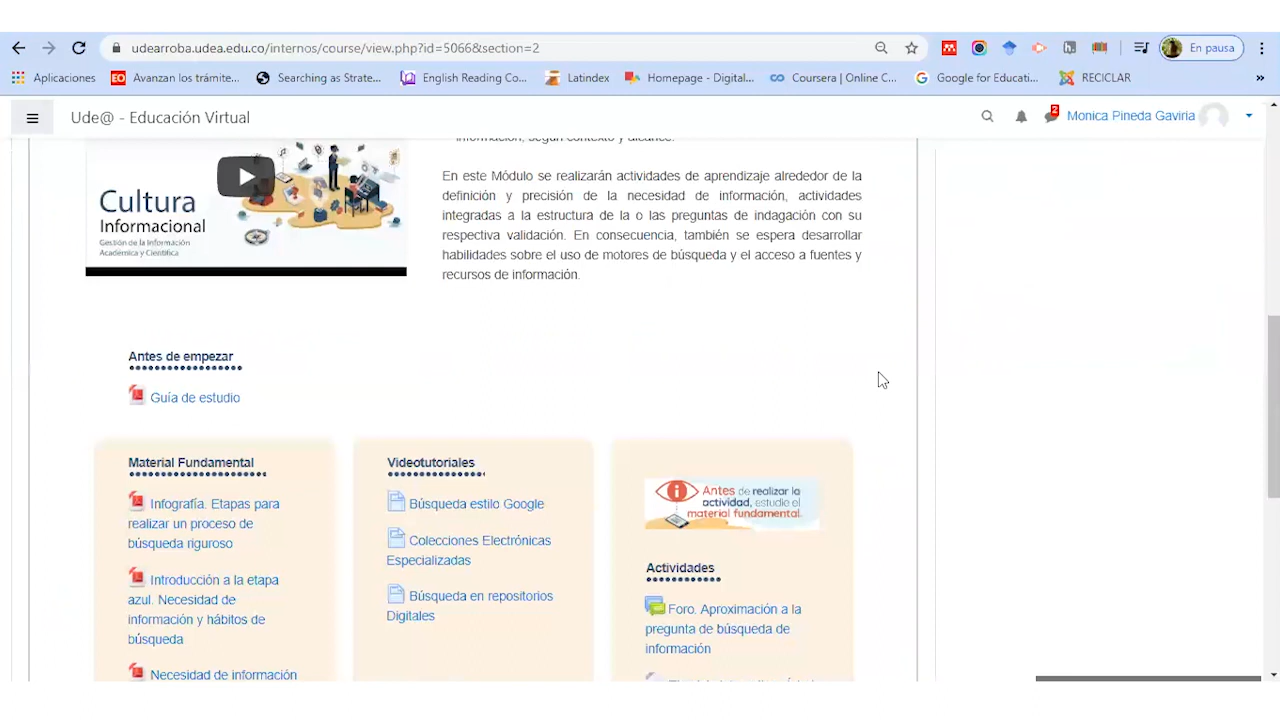 udearroba.udea.edu.co/internos/course/view.php?id=5066&section=2
En pausa
Aplicaciones
Avanzan los trámite...
Searching as Strate...
English Reading Co...
Latindex
Homepage - Digital...
Coursera | Online C...
Google for Educati...
RECICLAR
»
Ude@ - Educación Virtual
2
Monica Pineda Gaviria
información, según contexto y alcance.
Cultura
Informacional
Gestión de la Información
Académica y Científica
En este Módulo se realizarán actividades de aprendizaje alrededor de la
definición y precisión de la necesidad de información, actividades
integradas a la estructura de la o las preguntas de indagación con su
respectiva validación. En consecuencia, también se espera desarrollar
habilidades sobre el uso de motores de búsqueda y el acceso a fuentes y
recursos de información.
Antes de empezar
Guía de estudio
Material Fundamental
Infografía. Etapas para
realizar un proceso de
búsqueda riguroso
Introducción a la etapa
azul. Necesidad de
información y hábitos de
búsqueda
Necesidad de información
Videotutoriales
Búsqueda estilo Google
Colecciones Electrónicas
Especializadas
Búsqueda en repositorios
Digitales
Antes de realizar la
actividad, estudie el
material fundamental.
Actividades
Foro. Aproximación a la
pregunta de búsqueda de
información